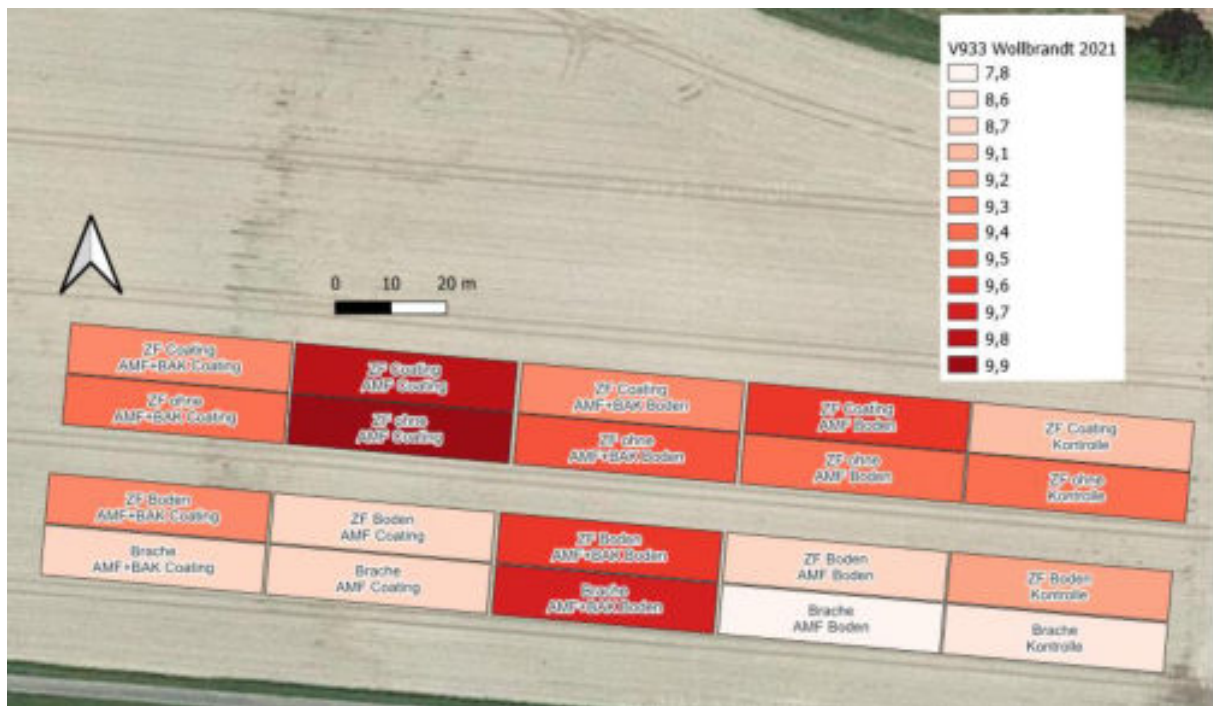 V933 Wollbrandt 2021
7,8
8,6
8,7
9,1
9,2
9,3
9,4
9,5
9,6
9,7
9,8
9,9
0 10 20 m
ZF Coating
AMF+BAK Coating
ZF Coating
AMF Coating
ZF Coating
AMF+BAK Boden
ZF Coating
AMF Boden
ZF Coating
Kontrolle
ZF ohne
AMF+BAK Coating
ZF ohne
AMF Coating
ZF ohne
AMF+BAK Boden
ZF ohne
AMF Boden
ZF ohne
Kontrolle
ZF Boden
AMF+BAK Coating
ZF Boden
AMF Coating
ZF Boden
AMF+BAK Boden
ZF Boden
AMF Boden
ZF Boden
Kontrolle
Brache
AMF+BAK Coating
Brache
AMF Coating
Brache
AMF+BAK Boden
Brache
AMF Boden
Brache
Kontrolle